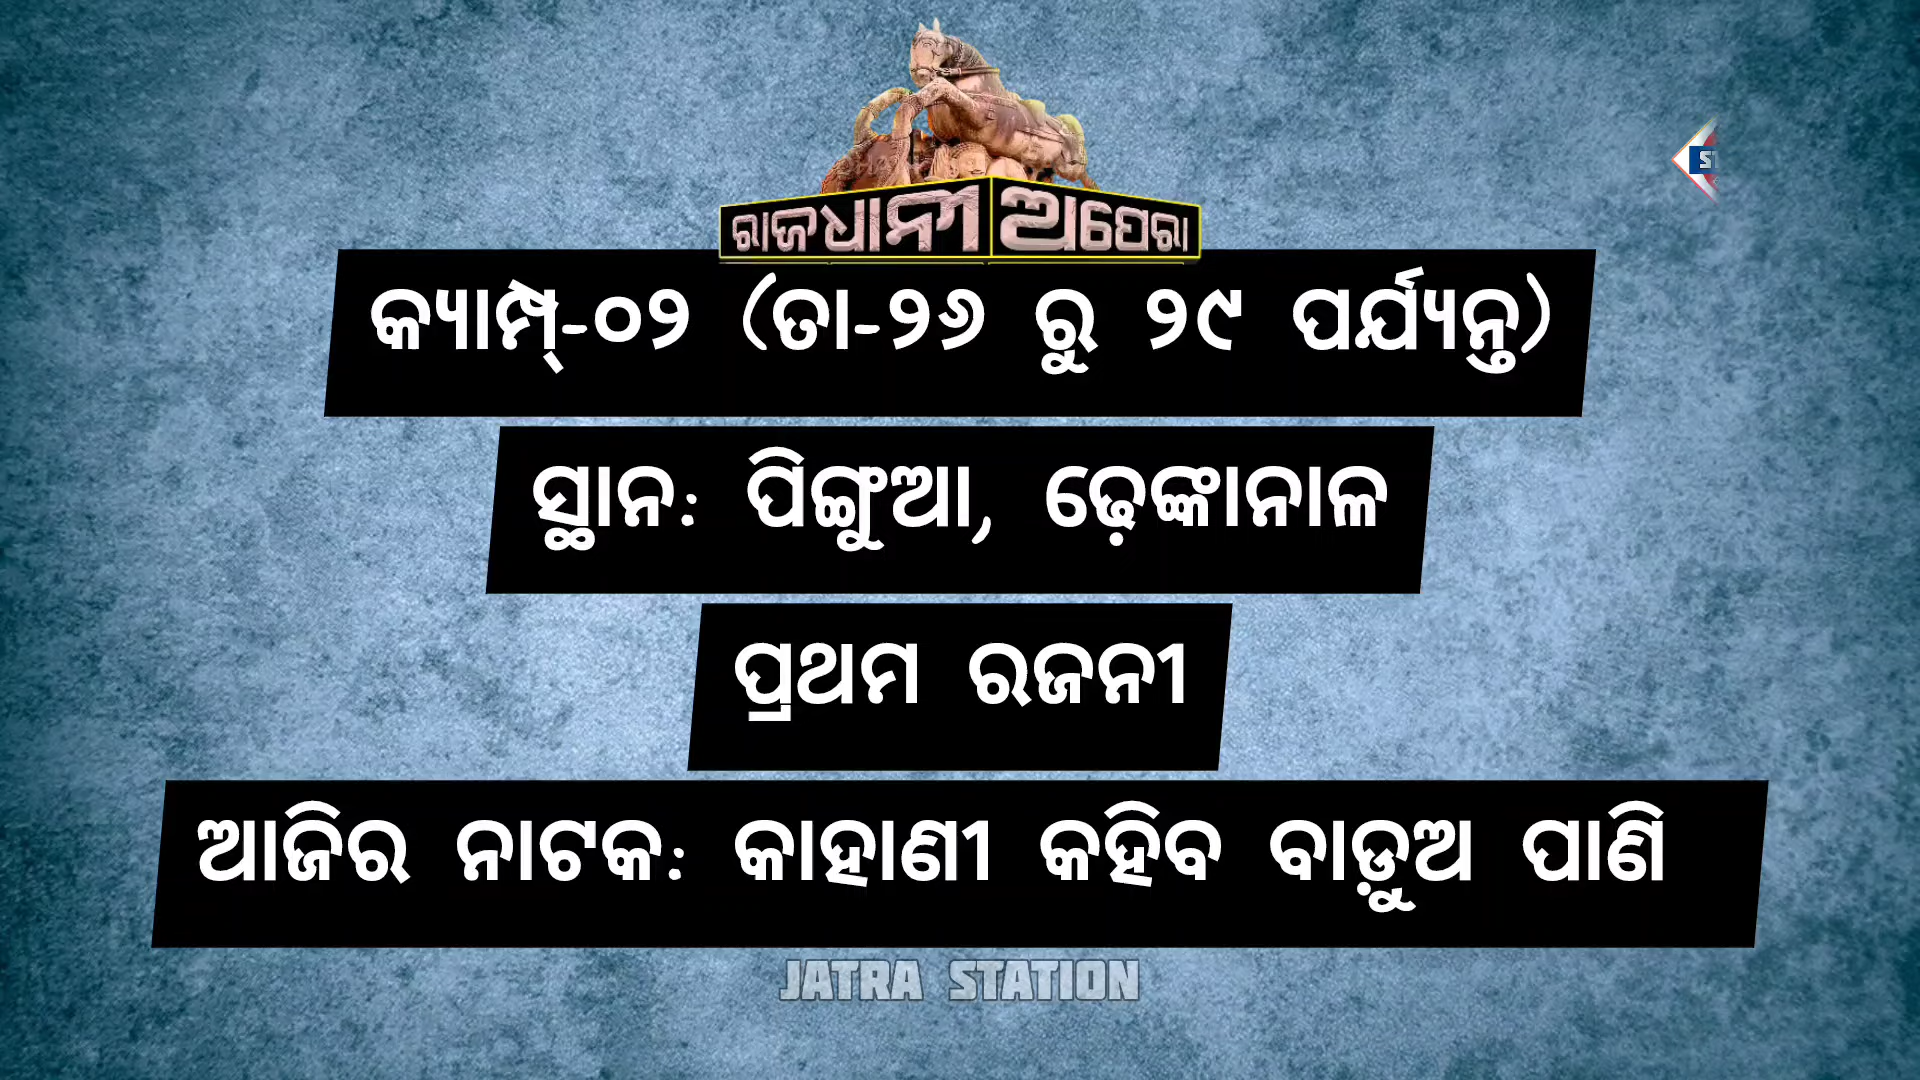 ରାଜଧାନୀ ଅପେରା
କ୍ୟାମ୍ପ୍-୦୨ (ତା-୨୬ ରୁ ୨୯ ପର୍ଯ୍ୟନ୍ତ)
ସ୍ଥାନ: ପିଙ୍ଗୁଆ, ଢ଼େଙ୍କାନାଳ
ପ୍ରଥମ ରଜନୀ
ଆଜିର ନାଟକ: କାହାଣୀ କହିବ ବାଡ଼ୁଅ ପାଣି
JATRA STATION